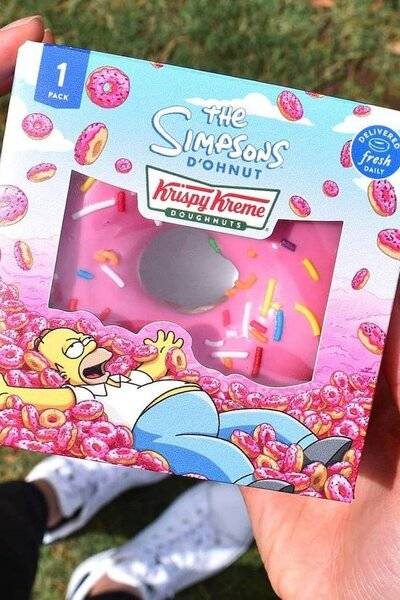 1
PACK
THE
SIMPSONS
D'OHNUT
Krispy Kreme
DOUGHNUTS
DELIVERED
fresh
DAILY